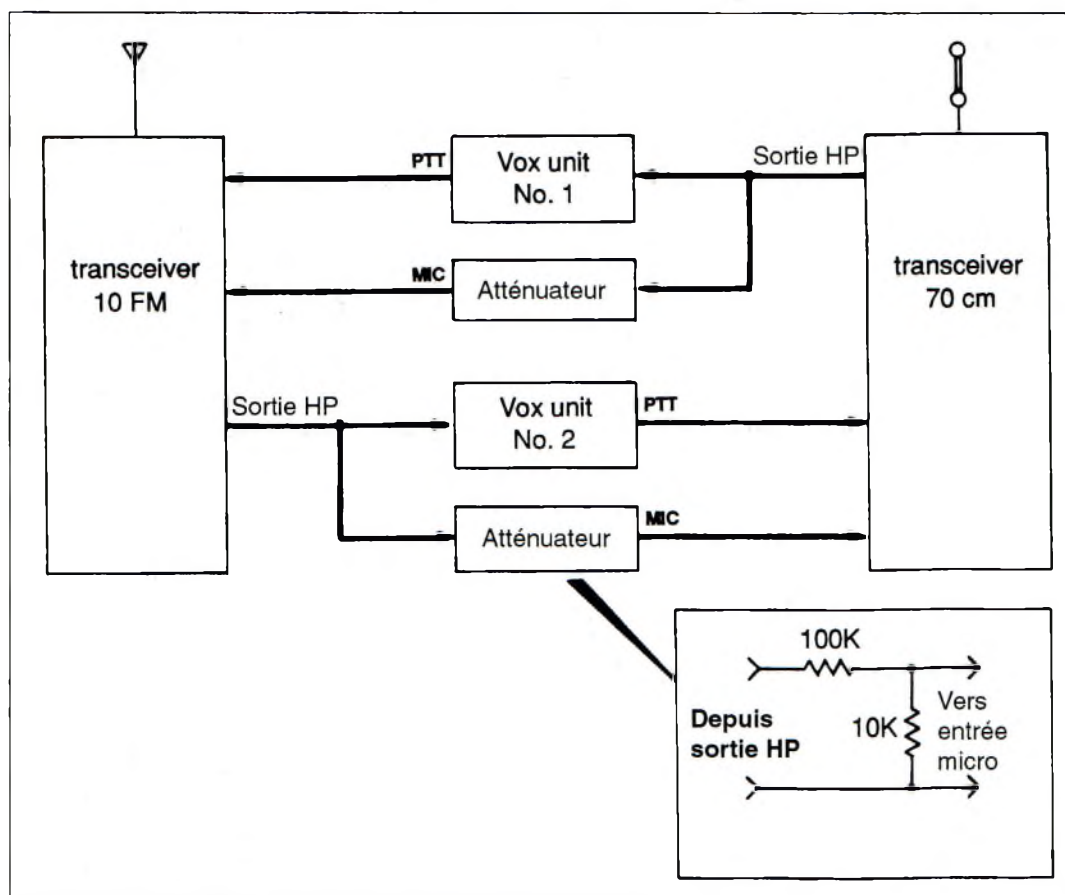 PTT
Vox unit
No. 1
Sortie HP
transceiver
10 FM
MIC
Atténuateur
transceiver
70 cm
Sortie HP
Vox unit
No. 2
PTT
Atténuateur
MIC
100K
Depuis
sortie HP
10K
Vers
entrée
micro